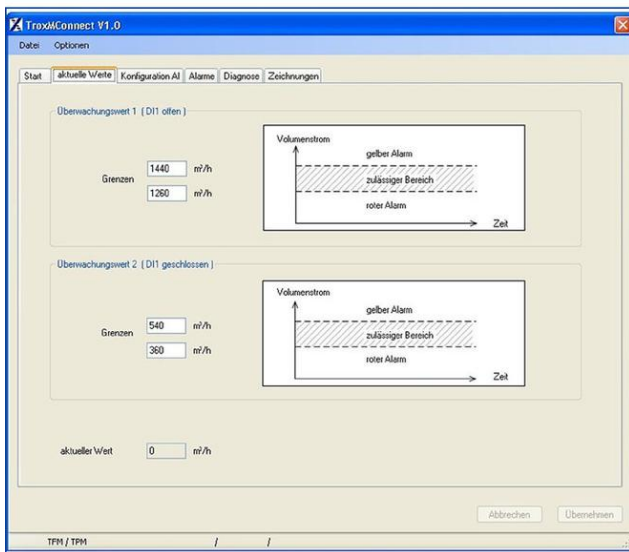 TroxMConnect V1.0
Datei Optionen
Start aktuelle Werte Konfiguration AI Alarme Diagnose Zeichnungen
Überwachungswert 1 ( DI1 offen )
Grenzen
1440 m³/h
1260 m³/h
Volumenstrom
gelber Alarm
zulässiger Bereich
roter Alarm
Zeit
Überwachungswert 2 ( DI1 geschlossen )
Grenzen
540 m³/h
360 m³/h
Volumenstrom
gelber Alarm
zulässiger Bereich
roter Alarm
Zeit
aktueller Wert 0 m³/h
Abbrechen Übernehmen
TFM / TPM / /